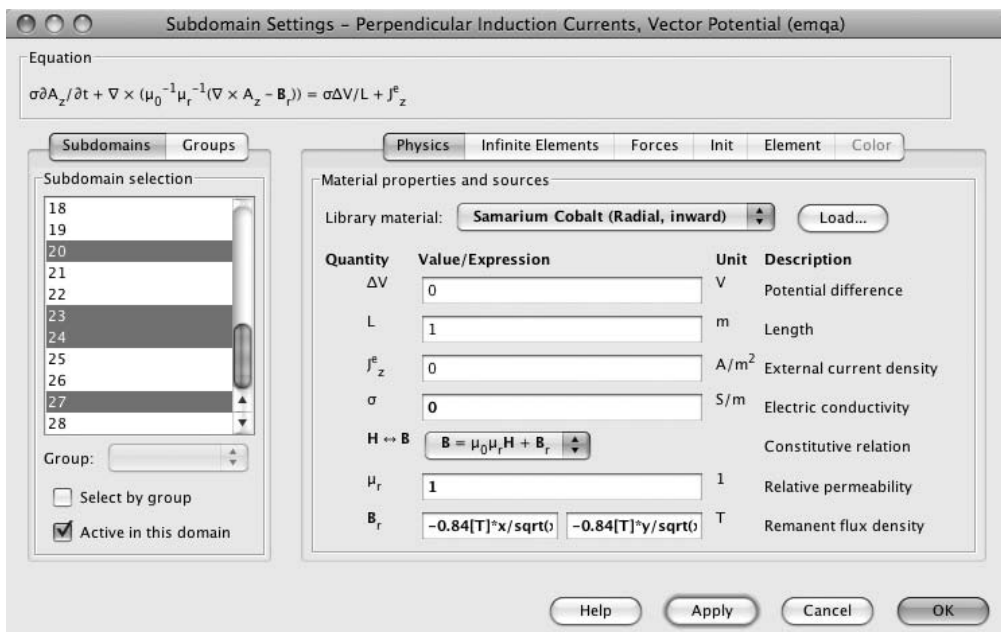 Subdomain Settings – Perpendicular Induction Currents, Vector Potential (emqa)
Equation
σ∂A_z/∂t + ∇ × (μ₀⁻¹μ_r⁻¹(∇ × A_z – B_r)) = σΔV/L + J^e_z
Subdomains Groups
Subdomain selection
18
19
20
21
22
23
24
25
26
27
28
Group:
Select by group
Active in this domain
Physics Infinite Elements Forces Init Element Color
Material properties and sources
Library material: Samarium Cobalt (Radial, inward) Load...
Quantity Value/Expression Unit Description
ΔV 0 V Potential difference
L 1 m Length
J^e_z 0 A/m² External current density
σ 0 S/m Electric conductivity
H ↔ B B = μ₀μ_rH + B_r Constitutive relation
μ_r 1 1 Relative permeability
B_r -0.84[T]*x/sqrt( -0.84[T]*y/sqrt( T Remanent flux density
Help Apply Cancel OK